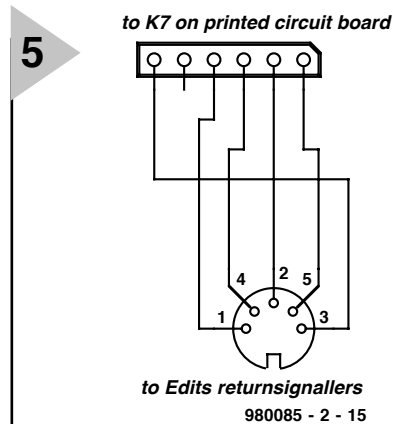 5
to K7 on printed circuit board
4 2 5
1 3
to Edits returnsignallers
980085 - 2 - 15